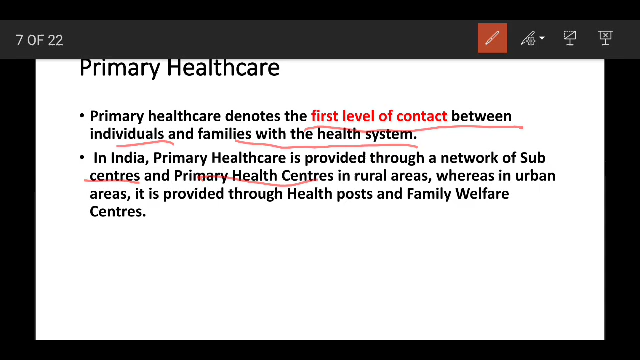 7 OF 22
Primary Healthcare
• Primary healthcare denotes the first level of contact between
individuals and families with the health system.
• In India, Primary Healthcare is provided through a network of Sub
centres and Primary Health Centres in rural areas, whereas in urban
areas, it is provided through Health posts and Family Welfare
Centres.